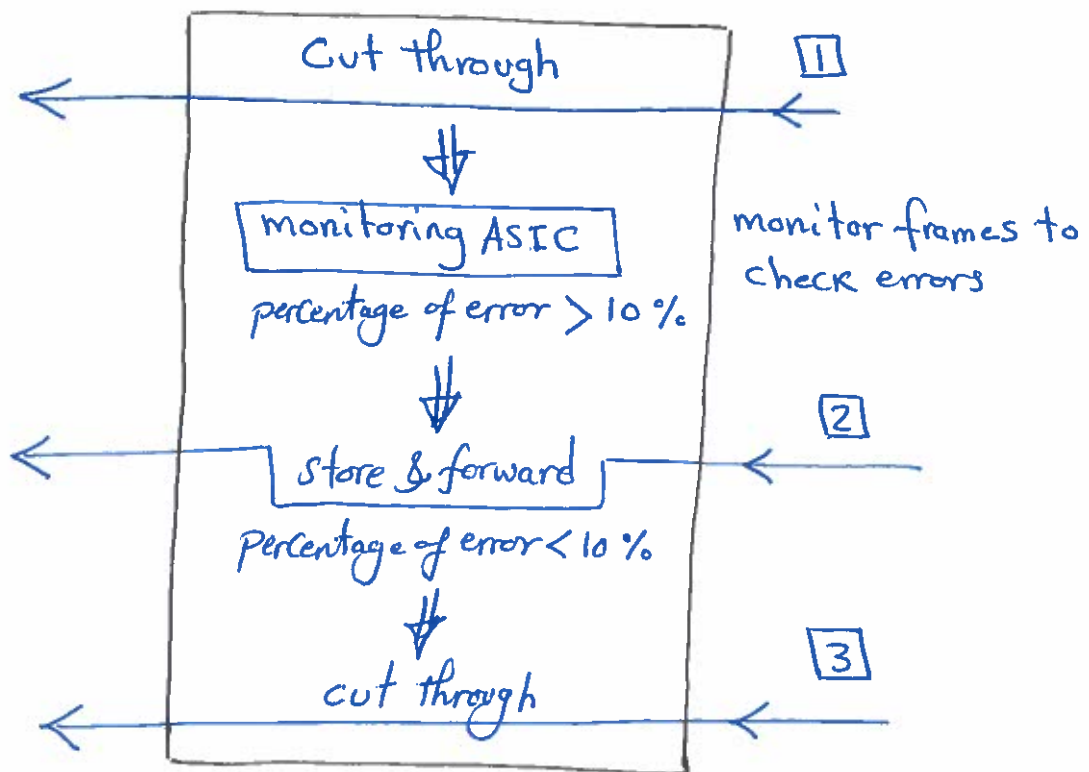 Cut through
1
monitoring ASIC
monitor frames to
check errors
percentage of error > 10 %
2
store & forward
percentage of error < 10 %
3
cut through